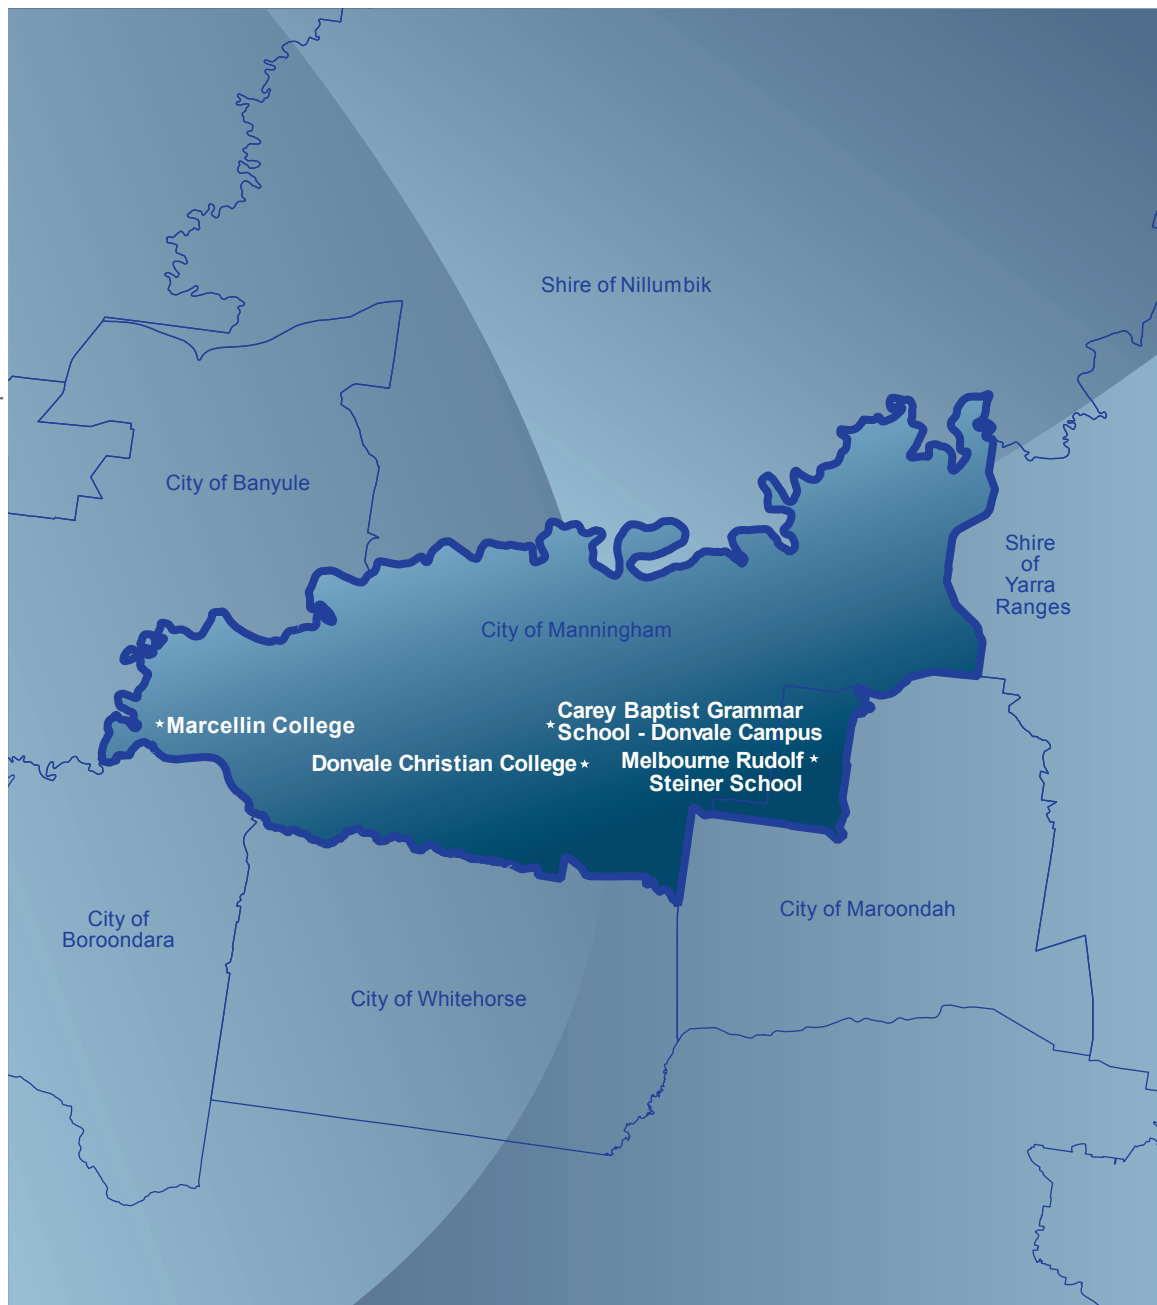 Shire of Nillumbik
City of Banyule
Shire
of
Yarra
Ranges
City of Manningham
Marcellin College
Carey Baptist Grammar
School - Donvale Campus
Donvale Christian College
Melbourne Rudolf
Steiner School
City of Maroondah
City of
Boroondara
City of Whitehorse